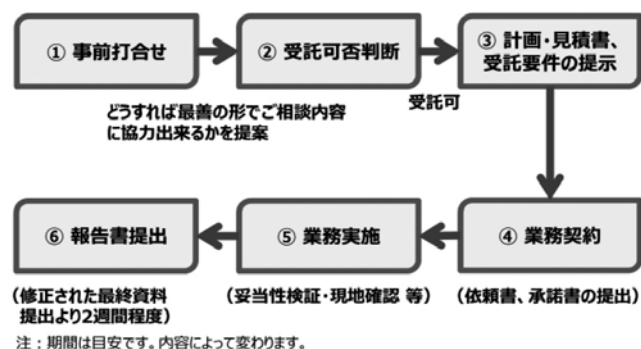 ① 事前打合せ
② 受託可否判断
③ 計画・見積書、
受託要件の提示
どうすれば最善の形でご相談内容
に協力出来るかを提案
受託可
⑥ 報告書提出
⑤ 業務実施
④ 業務契約
（修正された最終資料
提出より2週間程度）
（妥当性検証・現地確認 等）
（依頼書、承諾書の提出）
注：期間は目安です。内容によって変わります。